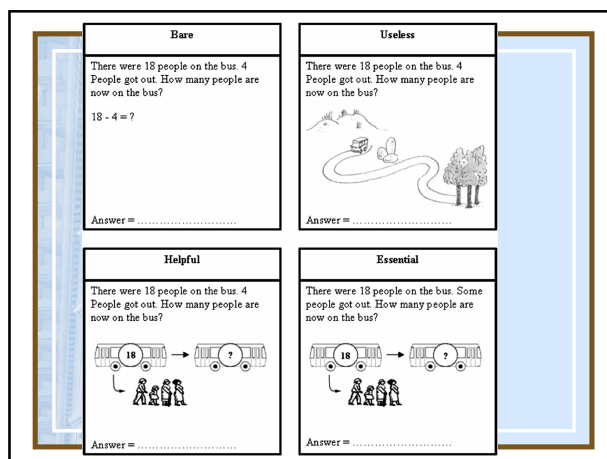 Bare
There were 18 people on the bus. 4
People got out. How many people are
now on the bus?
18 - 4 = ?
Answer = ...........................
Useless
There were 18 people on the bus. 4
People got out. How many people are
now on the bus?
Answer = ...........................
Helpful
There were 18 people on the bus. 4
People got out. How many people are
now on the bus?
18
?
Answer = ...........................
Essential
There were 18 people on the bus. Some
people got out. How many people are
now on the bus?
18
?
Answer = ...........................